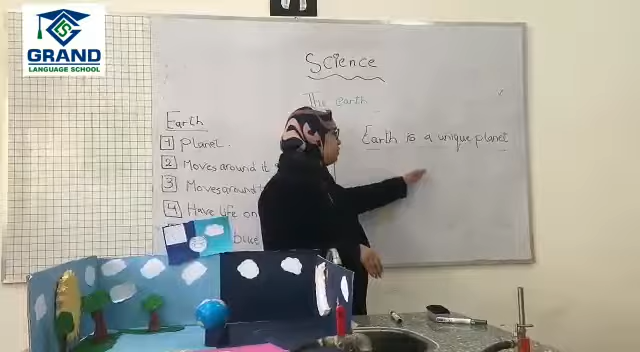 GRAND
LANGUAGE SCHOOL
Science
The earth
Earth
1 Planet.
2 Moves around it
3 Moves around
4 Have life on
blue
Earth is a unique planet